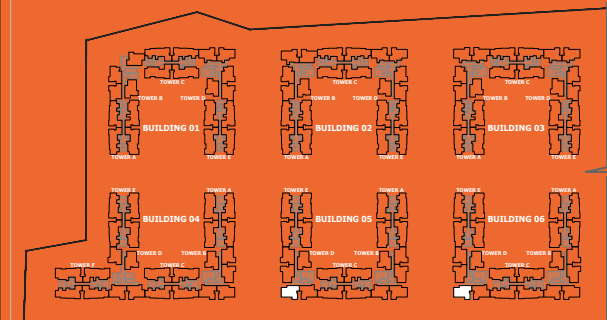 TOWER C TOWER C TOWER C
TOWER B TOWER D TOWER B TOWER D TOWER B TOWER D
BUILDING 01 BUILDING 02 BUILDING 03
TOWER A TOWER E TOWER A TOWER E TOWER A TOWER E
TOWER E TOWER A TOWER E TOWER A TOWER E TOWER A
BUILDING 04 BUILDING 05 BUILDING 06
TOWER D TOWER B TOWER D TOWER B TOWER D TOWER B
TOWER F TOWER C TOWER C TOWER C